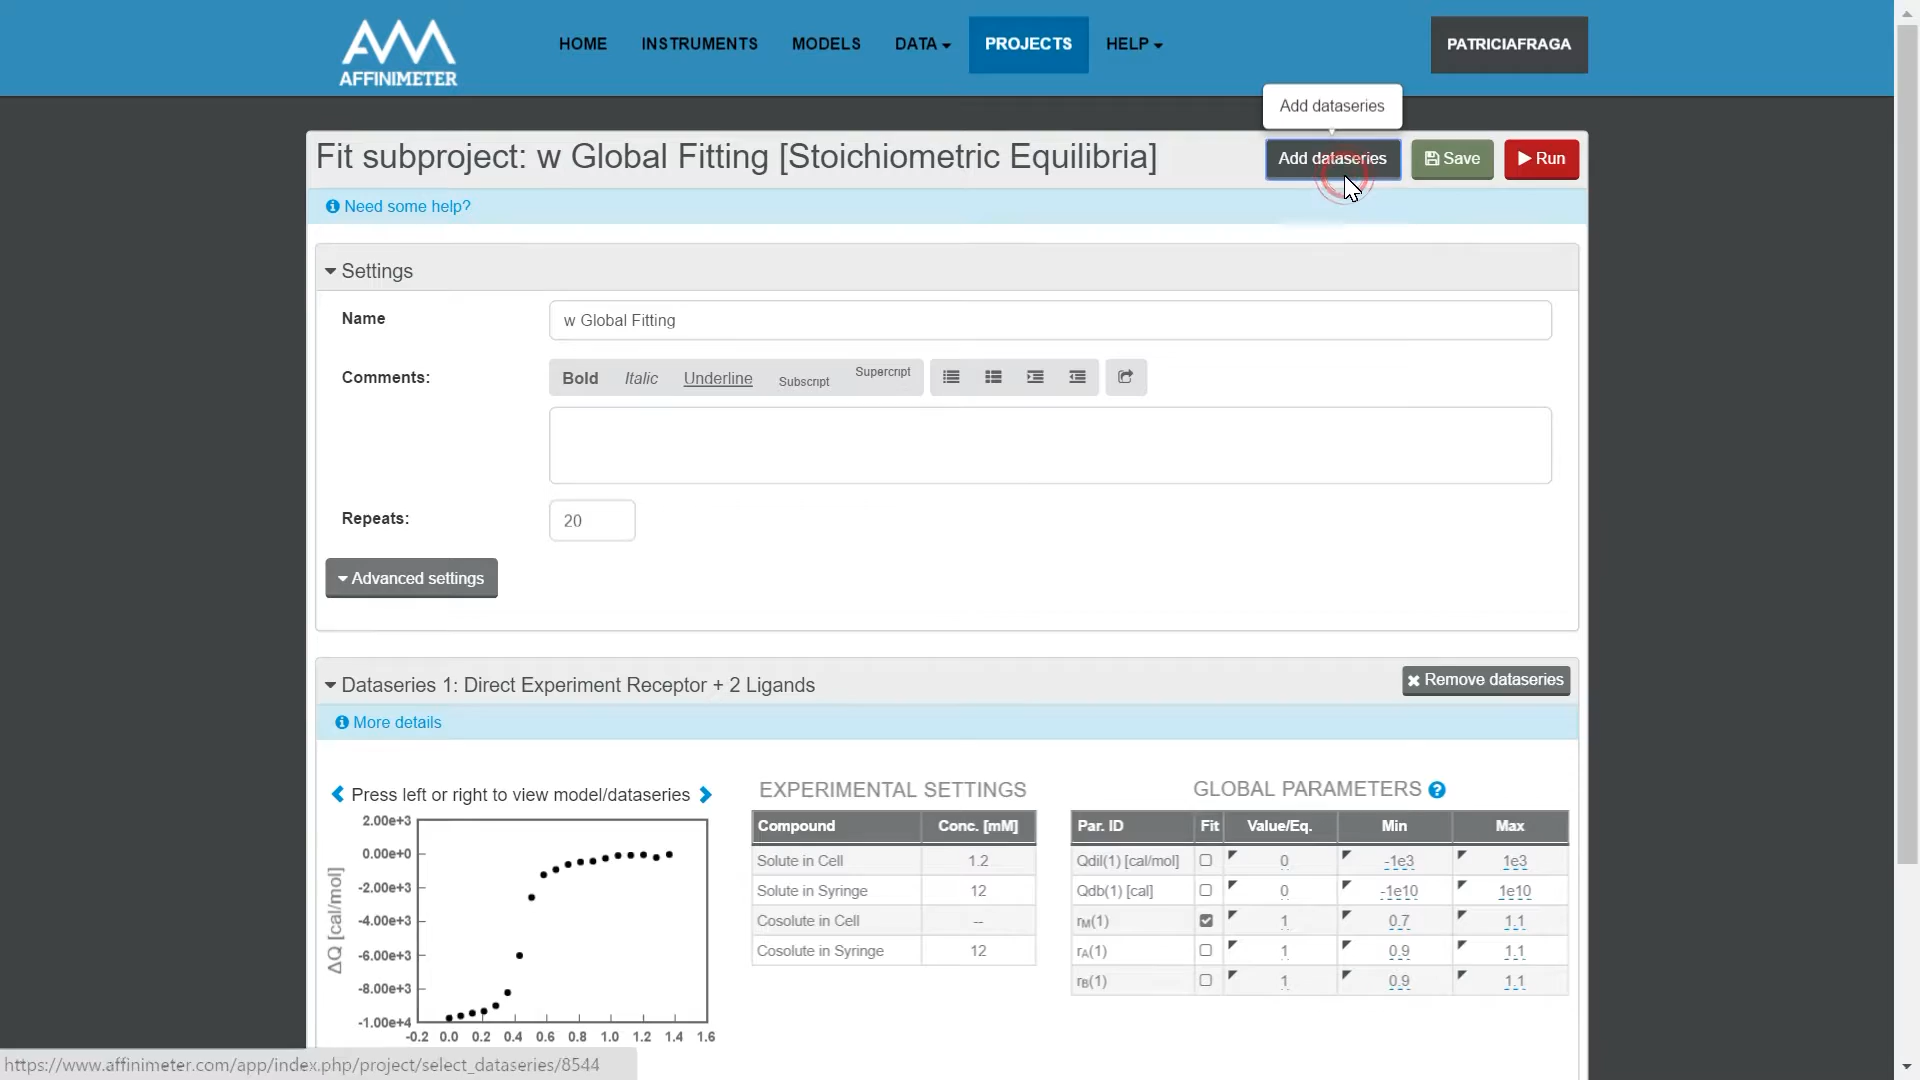 AFFINIMETER
HOME
INSTRUMENTS
MODELS
DATA
PROJECTS
HELP
PATRICIAFRAGA
Add dataseries
Fit subproject: w Global Fitting [Stoichiometric Equilibria]
Add dataseries
Save
Run
Need some help?
Settings
Name
w Global Fitting
Comments:
Bold Italic Underline Subscript Supercript
Repeats:
20
Advanced settings
Dataseries 1: Direct Experiment Receptor + 2 Ligands
Remove dataseries
More details
Press left or right to view model/dataseries
2.00e+3
0.00e+0
-2.00e+3
-4.00e+3
-6.00e+3
-8.00e+3
-1.00e+4
ΔQ [cal/mol]
-0.2 0.0 0.2 0.4 0.6 0.8 1.0 1.2 1.4 1.6
EXPERIMENTAL SETTINGS
Compound Conc. [mM]
Solute in Cell 1.2
Solute in Syringe 12
Cosolute in Cell --
Cosolute in Syringe 12
GLOBAL PARAMETERS
Par. ID Fit Value/Eq. Min Max
Qdil(1) [cal/mol] 0 -1e3 1e3
Qdb(1) [cal] 0 -1e10 1e10
rM(1) 1 0.7 1.1
rA(1) 1 0.9 1.1
rB(1) 1 0.9 1.1
https://www.affinimeter.com/app/index.php/project/select_dataseries/8544